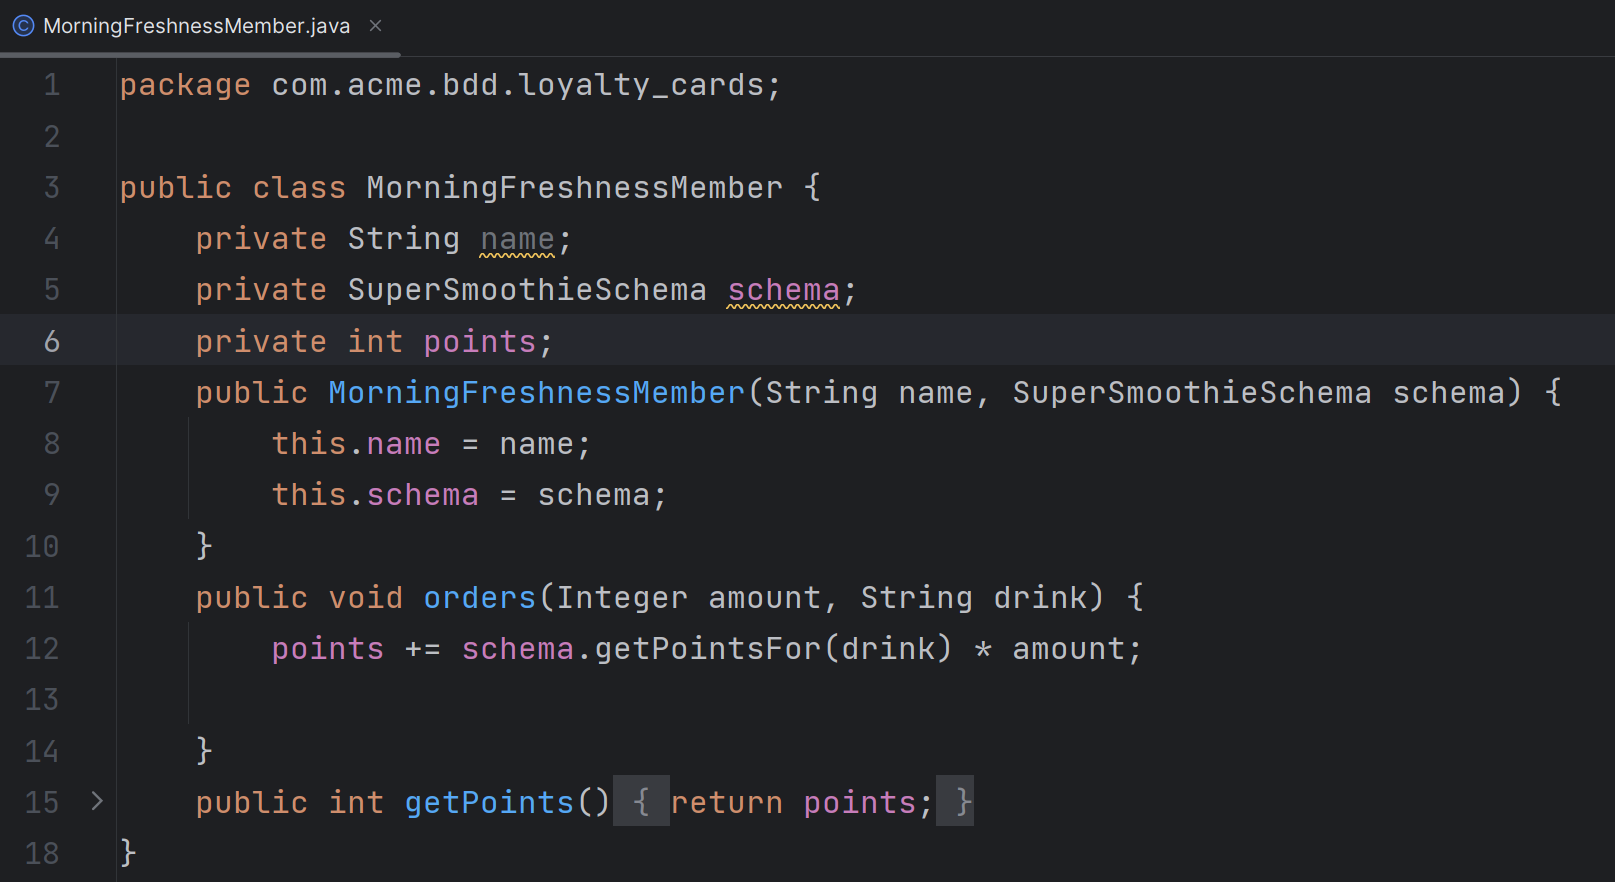 MorningFreshnessMember.java
1 package com.acme.bdd.loyalty_cards;
2
3 public class MorningFreshnessMember {
4 private String name;
5 private SuperSmoothieSchema schema;
6 private int points;
7 public MorningFreshnessMember(String name, SuperSmoothieSchema schema) {
8 this.name = name;
9 this.schema = schema;
10 }
11 public void orders(Integer amount, String drink) {
12 points += schema.getPointsFor(drink) * amount;
13
14 }
15 public int getPoints() { return points; }
18 }